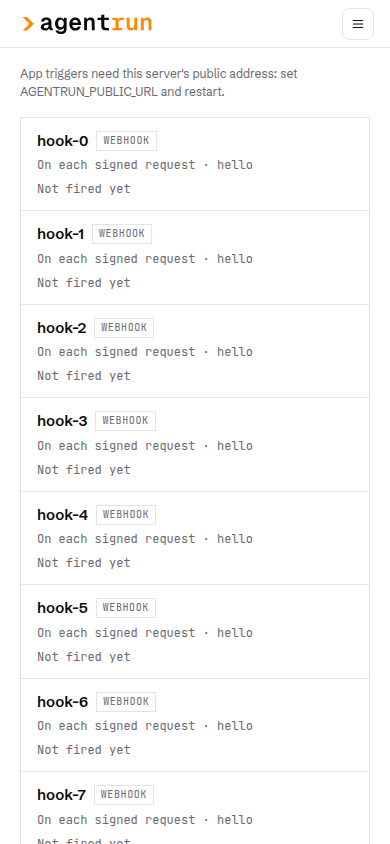 agentrun
App triggers need this server's public address: set
AGENTRUN_PUBLIC_URL and restart.
hook-0 WEBHOOK
On each signed request · hello
Not fired yet
hook-1 WEBHOOK
On each signed request · hello
Not fired yet
hook-2 WEBHOOK
On each signed request · hello
Not fired yet
hook-3 WEBHOOK
On each signed request · hello
Not fired yet
hook-4 WEBHOOK
On each signed request · hello
Not fired yet
hook-5 WEBHOOK
On each signed request · hello
Not fired yet
hook-6 WEBHOOK
On each signed request · hello
Not fired yet
hook-7 WEBHOOK
On each signed request · hello
Not fired yet